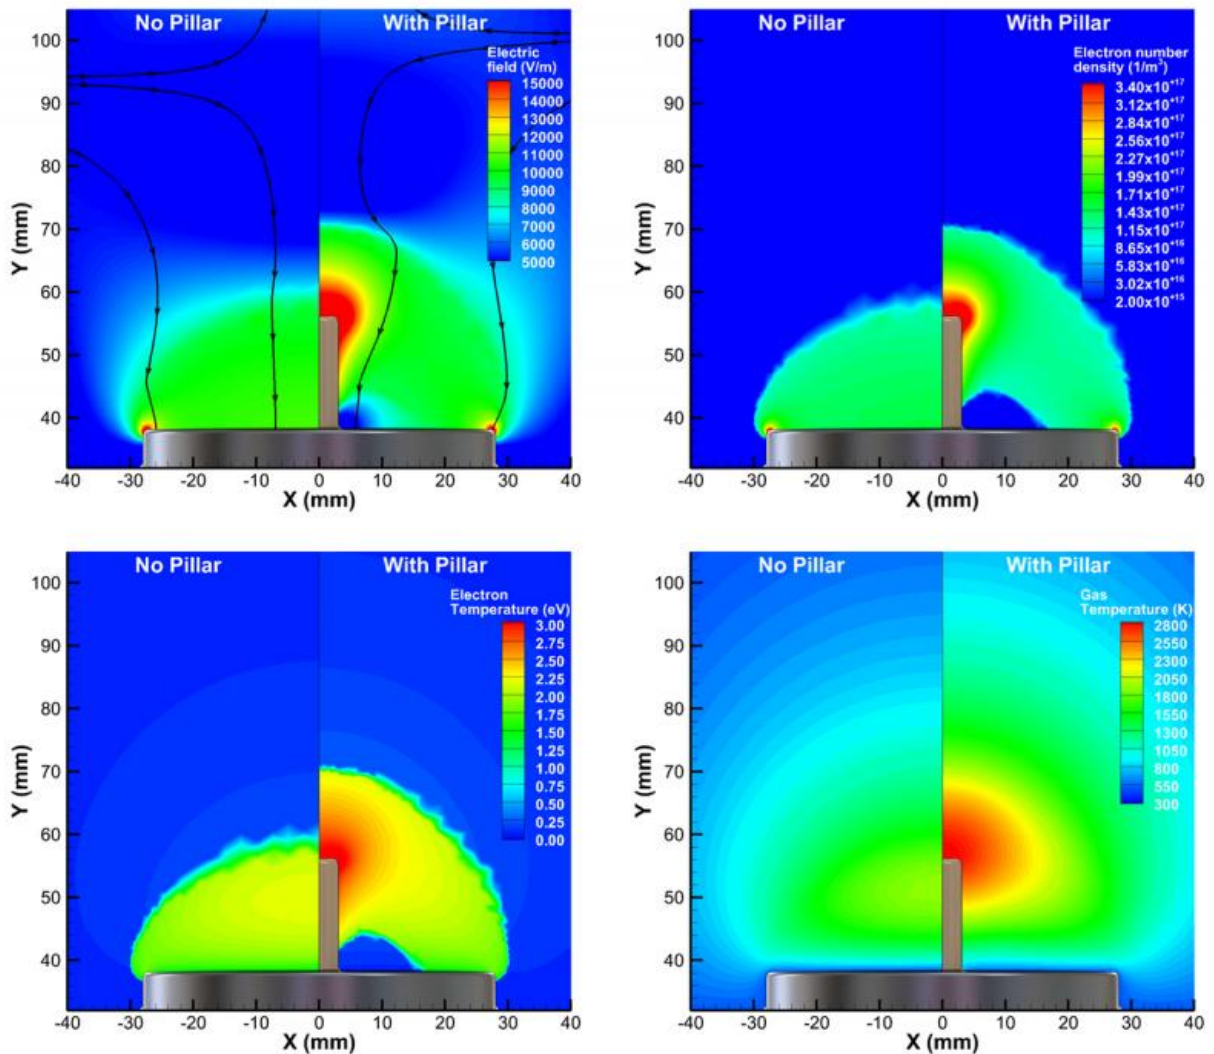 No Pillar With Pillar
Electric
field (V/m)
15000
14000
13000
12000
11000
10000
9000
8000
7000
6000
5000
100
90
80
70
60
50
40
Y (mm)
-40 -30 -20 -10 0 10 20 30 40
X (mm)
No Pillar With Pillar
Electron number
density (1/m³)
3.40x10⁺¹⁷
3.12x10⁺¹⁷
2.84x10⁺¹⁷
2.56x10⁺¹⁷
2.27x10⁺¹⁷
1.99x10⁺¹⁷
1.71x10⁺¹⁷
1.43x10⁺¹⁷
1.15x10⁺¹⁷
8.65x10⁺¹⁶
5.83x10⁺¹⁶
3.02x10⁺¹⁶
2.00x10⁺¹⁵
100
90
80
70
60
50
40
Y (mm)
-40 -30 -20 -10 0 10 20 30 40
X (mm)
No Pillar With Pillar
Electron
Temperature (eV)
3.00
2.75
2.50
2.25
2.00
1.75
1.50
1.25
1.00
0.75
0.50
0.25
0.00
100
90
80
70
60
50
40
Y (mm)
-40 -30 -20 -10 0 10 20 30 40
X (mm)
No Pillar With Pillar
Gas
Temperature (K)
2800
2550
2300
2050
1800
1550
1300
1050
800
550
300
100
90
80
70
60
50
40
Y (mm)
-40 -30 -20 -10 0 10 20 30 40
X (mm)